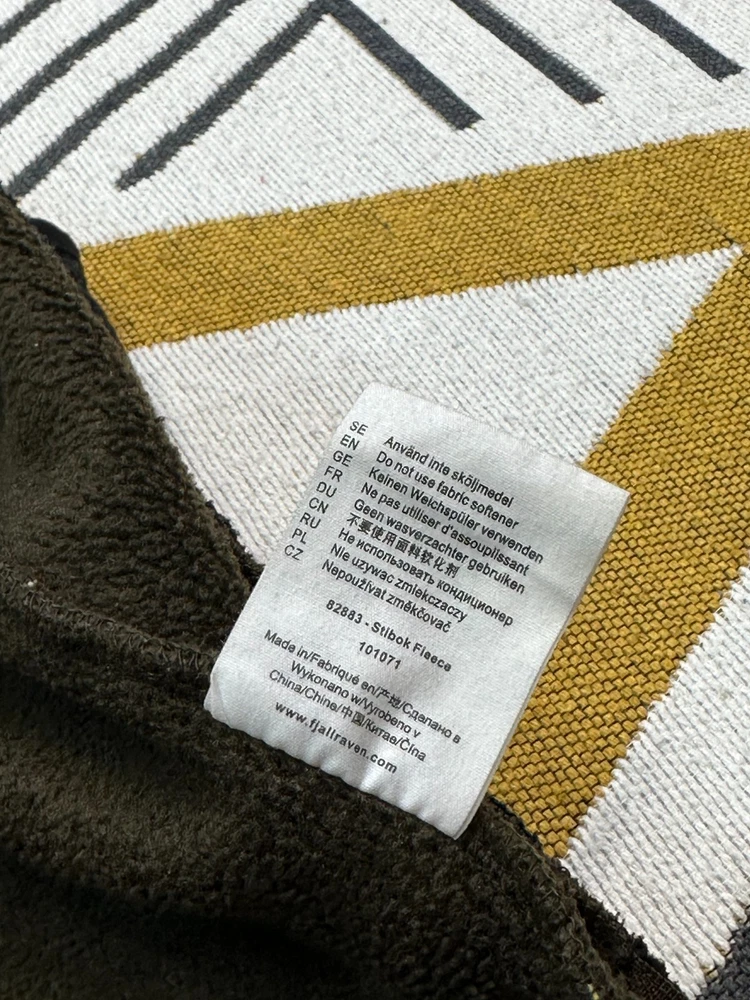 SE Använd inte sköljmedel
EN Do not use fabric softener
GE Keinen Weichspüler verwenden
FR Ne pas utiliser d'assouplissant
DU Geen wasverzachter gebruiken
CN 不要使用面料软化剂
RU Не использовать кондиционер
PL Nie uzywac zmiekczaczy
CZ Nepoužívat změkčovač
82883 - Stibok Fleece
101071
Made in/Fabriqué en/产地/Сделано в
Wykonano w/Vyrobeno v
China/Chine/中国/Китае/Čína
www.fjallraven.com